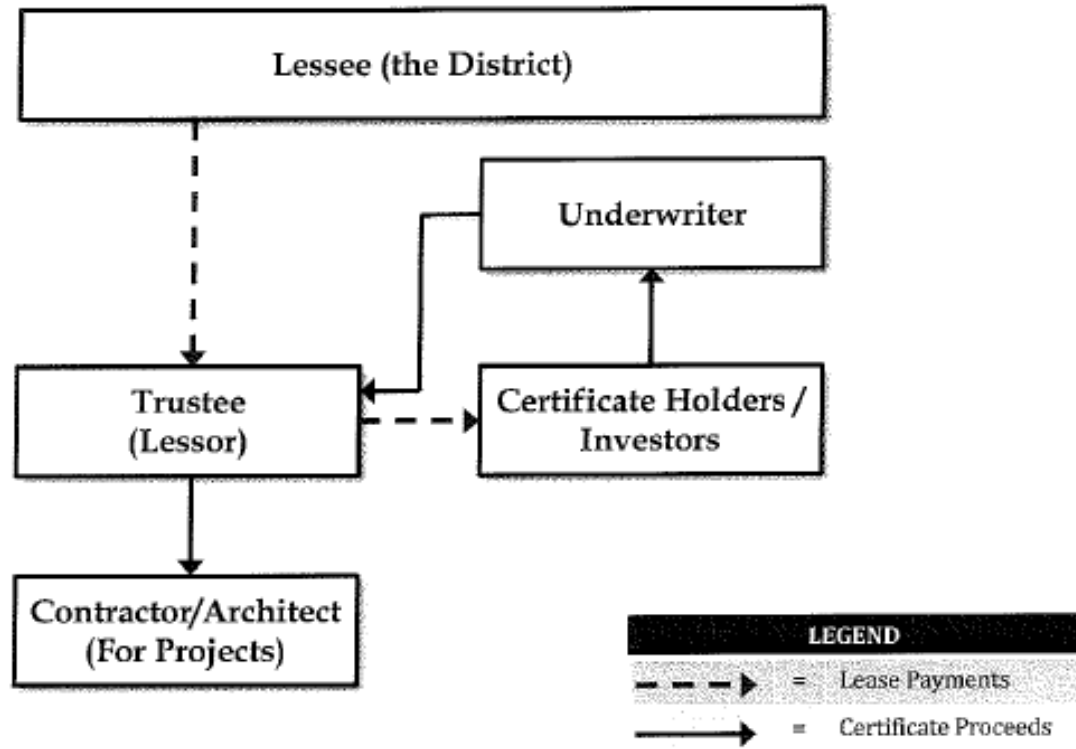 Lessee (the District)
Underwriter
Trustee
(Lessor)
Certificate Holders /
Investors
Contractor/Architect
(For Projects)
LEGEND
= Lease Payments
= Certificate Proceeds